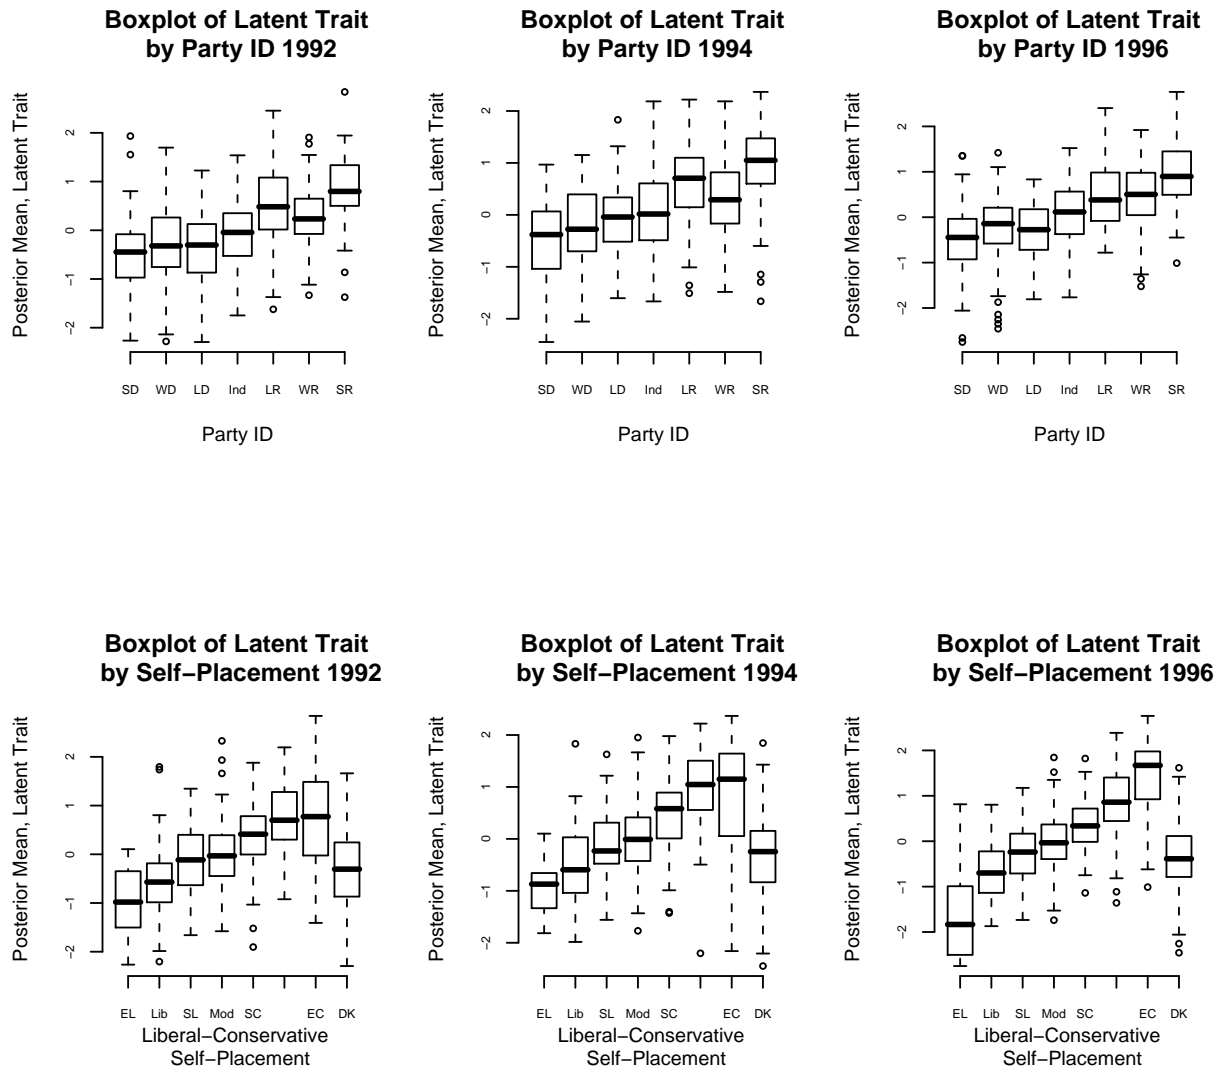 Boxplot of Latent Trait
by Party ID 1992
Posterior Mean, Latent Trait
2
1
0
−1
−2
SD WD LD Ind LR WR SR
Party ID
Boxplot of Latent Trait
by Party ID 1994
Posterior Mean, Latent Trait
2
1
0
−1
−2
SD WD LD Ind LR WR SR
Party ID
Boxplot of Latent Trait
by Party ID 1996
Posterior Mean, Latent Trait
2
1
0
−1
−2
SD WD LD Ind LR WR SR
Party ID
Boxplot of Latent Trait
by Self−Placement 1992
Posterior Mean, Latent Trait
2
1
0
−1
−2
EL Lib SL Mod SC EC DK
Liberal−Conservative
Self−Placement
Boxplot of Latent Trait
by Self−Placement 1994
Posterior Mean, Latent Trait
2
1
0
−1
−2
EL Lib SL Mod SC EC DK
Liberal−Conservative
Self−Placement
Boxplot of Latent Trait
by Self−Placement 1996
Posterior Mean, Latent Trait
2
1
0
−1
−2
EL Lib SL Mod SC EC DK
Liberal−Conservative
Self−Placement